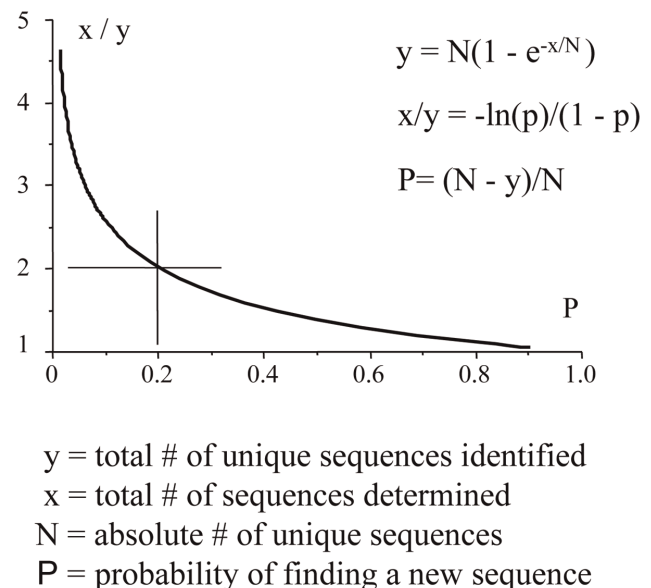 5
x / y
y = N(1 - e-x/N )
4
x/y = -ln(p)/(1 - p)
3
P= (N - y)/N
2
P
1
0 0.2 0.4 0.6 0.8 1.0
y = total # of unique sequences identified
x = total # of sequences determined
N = absolute # of unique sequences
P = probability of finding a new sequence